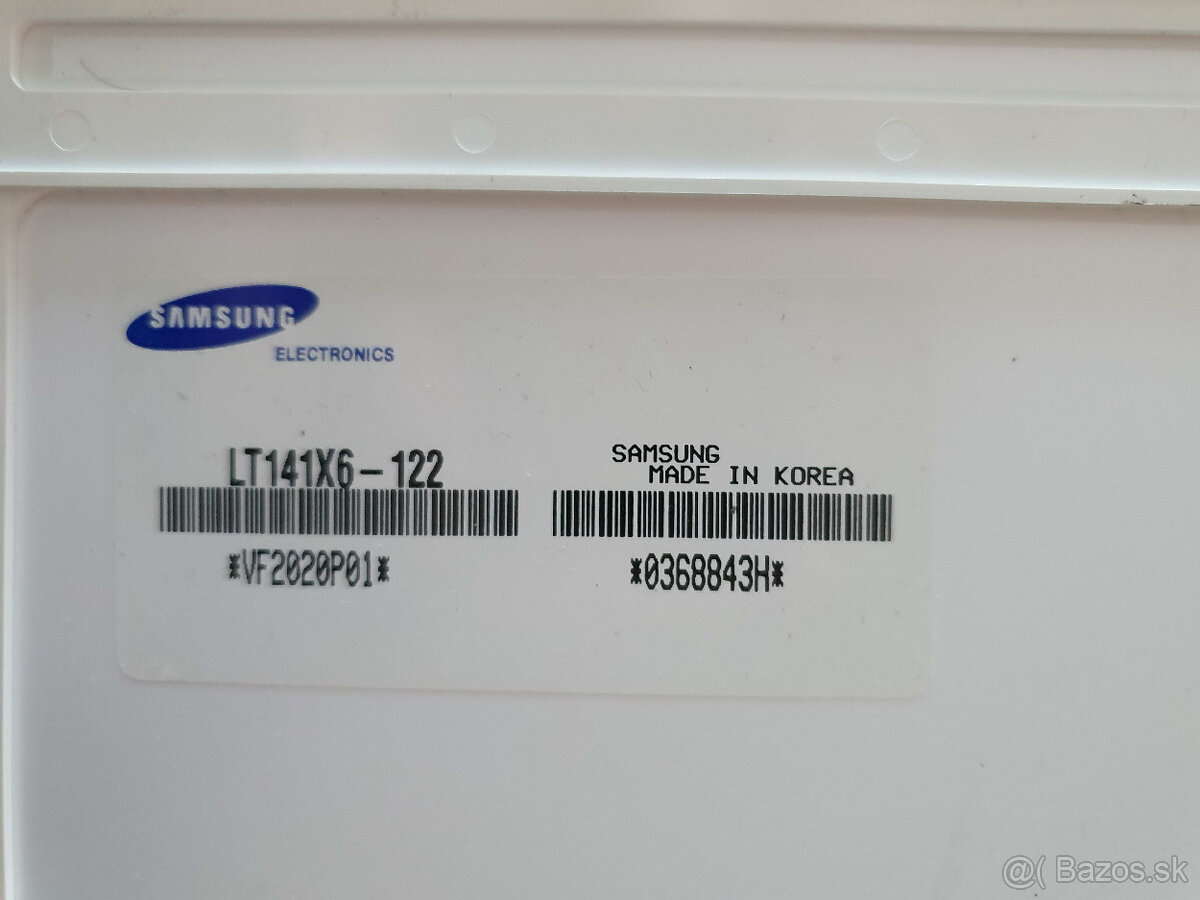 SAMSUNG
ELECTRONICS
LT141X6-122
*VF2020P01*
SAMSUNG
MADE IN KOREA
*0368843H*
@( Bazos.sk